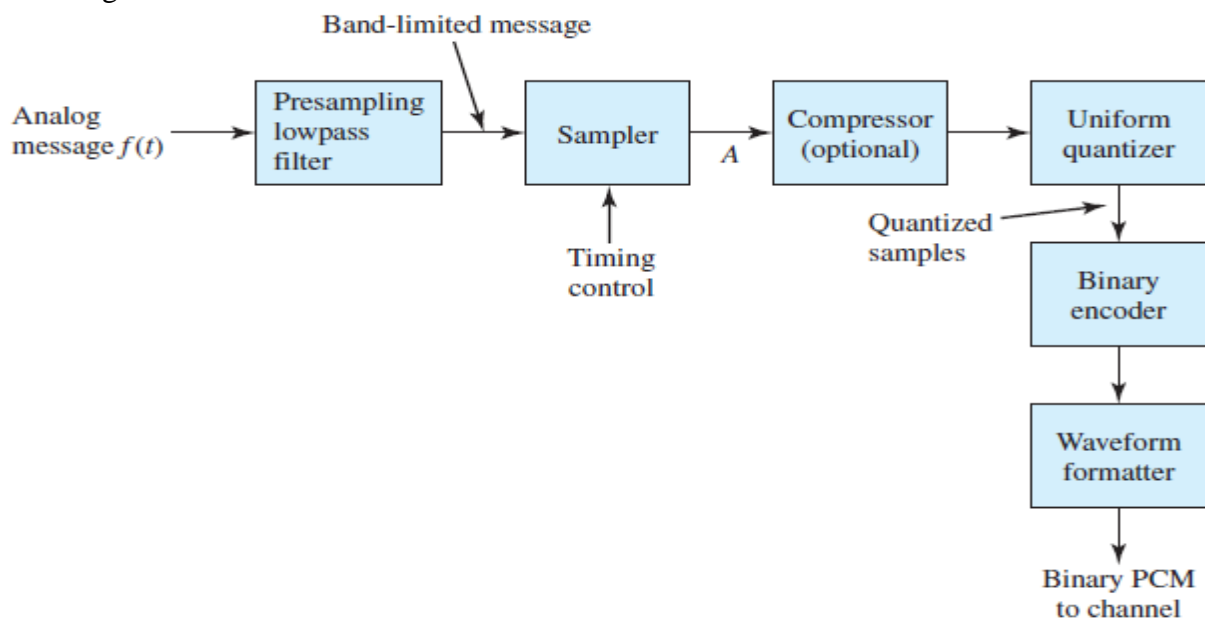 Band-limited message
Analog
message f(t)
Presampling
lowpass
filter
Sampler
A
Compressor
(optional)
Uniform
quantizer
Timing
control
Quantized
samples
Binary
encoder
Waveform
formatter
Binary PCM
to channel